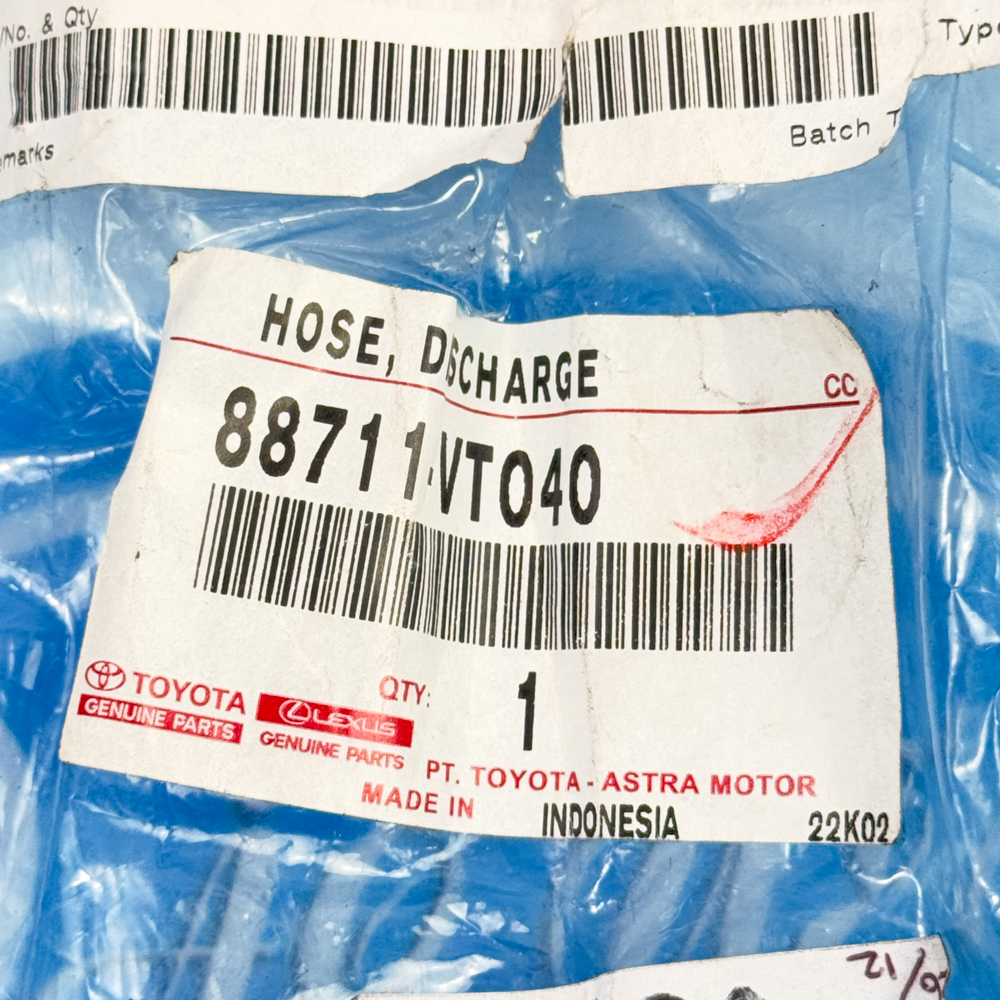 /No. & Qty
Type
emarks
Batch T
HOSE, DISCHARGE
CC
88711-VT040
TOYOTA
GENUINE PARTS
LEXUS
GENUINE PARTS
QTY: 1
PT. TOYOTA - ASTRA MOTOR
MADE IN INDONESIA 22K02